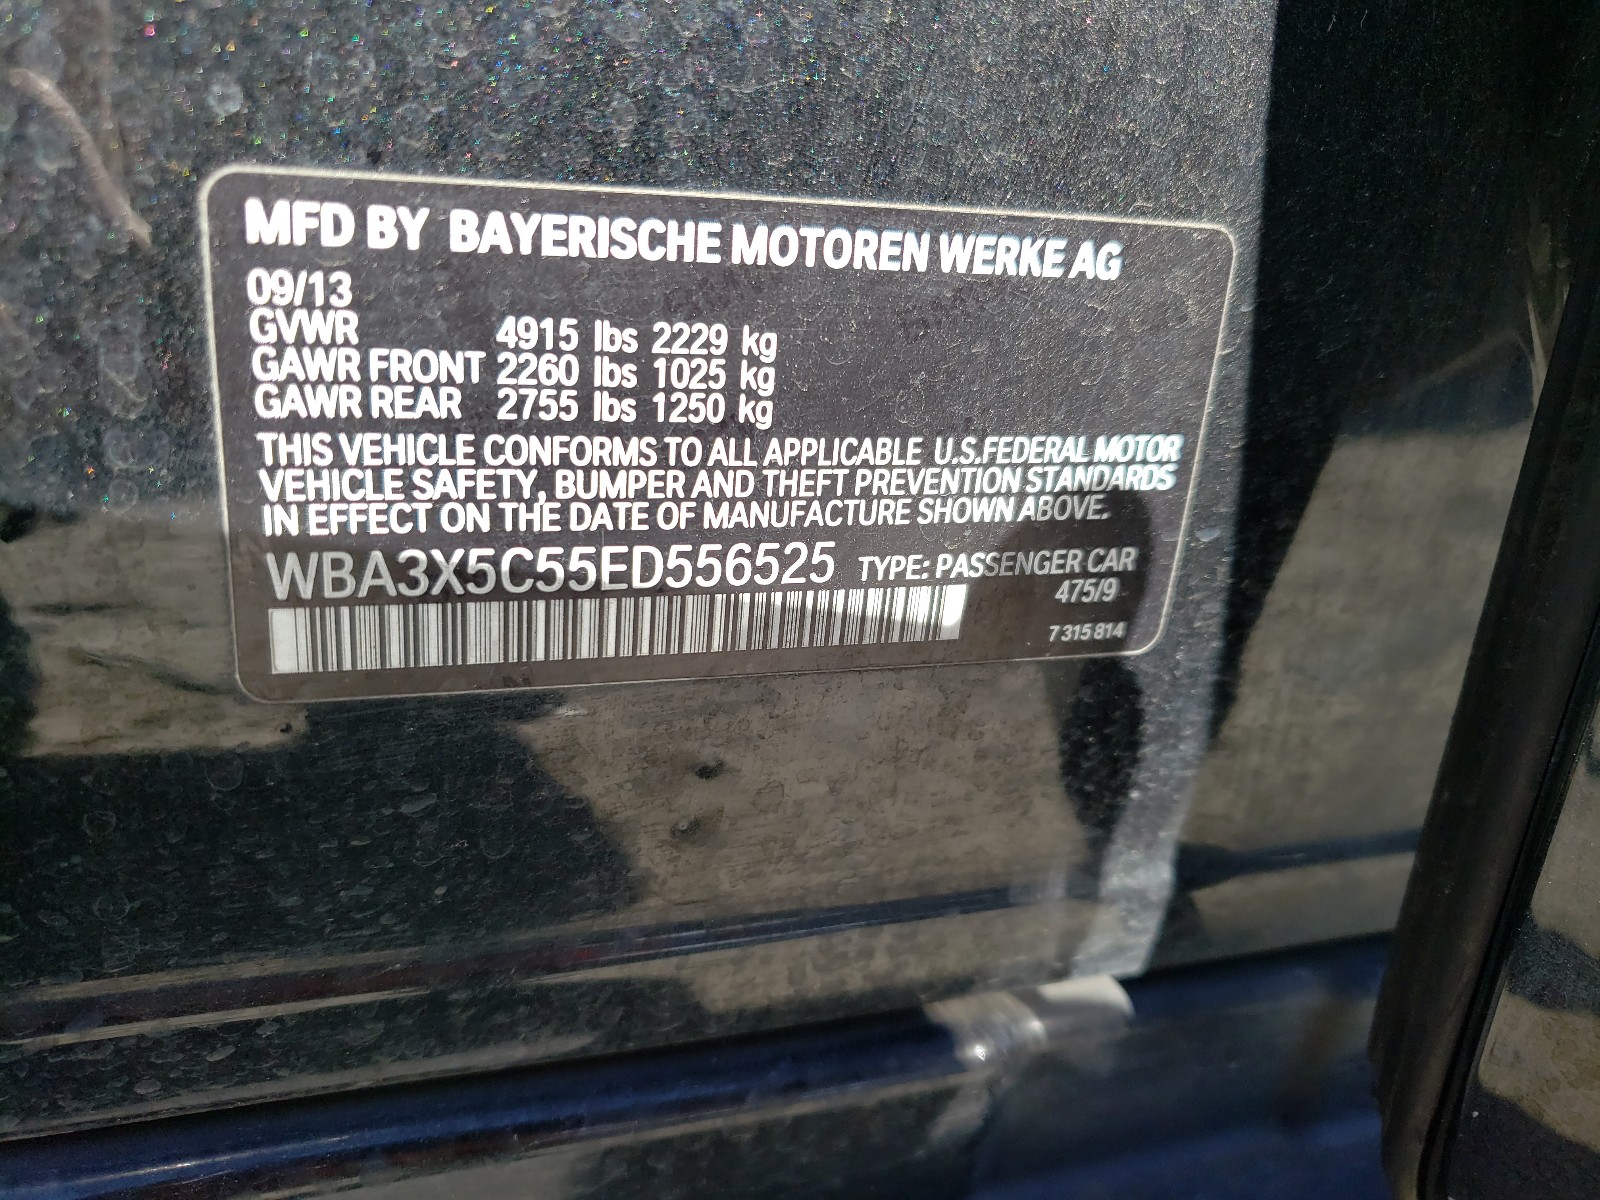 MFD BY BAYERISCHE MOTOREN WERKE AG
09/13
GVWR 4915 lbs 2229 kg
GAWR FRONT 2260 lbs 1025 kg
GAWR REAR 2755 lbs 1250 kg
THIS VEHICLE CONFORMS TO ALL APPLICABLE U.S.FEDERAL MOTOR
VEHICLE SAFETY, BUMPER AND THEFT PREVENTION STANDARDS
IN EFFECT ON THE DATE OF MANUFACTURE SHOWN ABOVE.
WBA3X5C55ED556525 TYPE: PASSENGER CAR
475/9
7 315 814